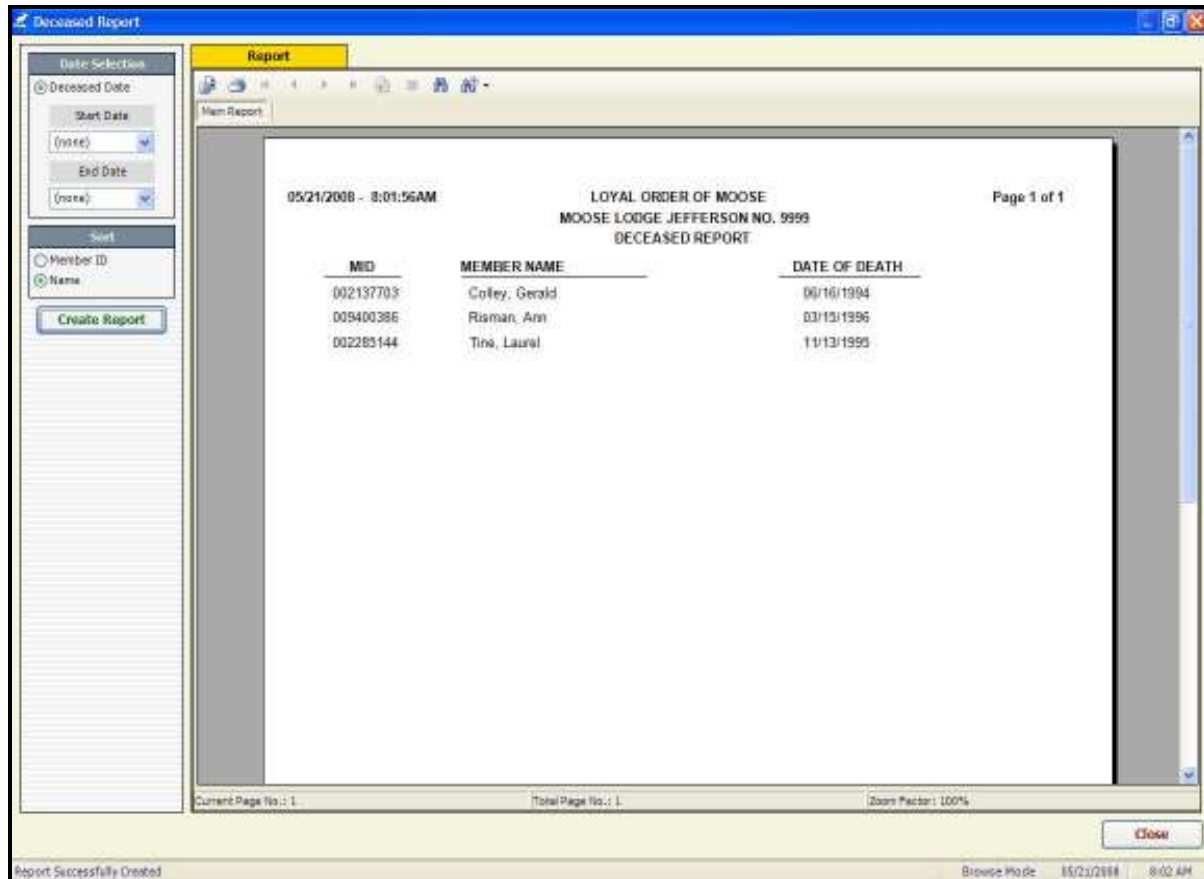 Deceased Report
Date Selection
Deceased Date
Start Date
(none)
End Date
(none)
Sort
Member ID
Name
Create Report
Report
Main Report
05/21/2008 - 8:01:56AM LOYAL ORDER OF MOOSE Page 1 of 1
MOOSE LODGE JEFFERSON NO. 9999
DECEASED REPORT
MID MEMBER NAME DATE OF DEATH
002137703 Colley, Gerald 06/16/1994
009400386 Risman, Ann 03/15/1996
002285144 Tine, Laurel 11/13/1995
Current Page No.: 1 Total Page No.: 1 Zoom Factor: 100%
Close
Report Successfully Created Browse Mode 05/21/2008 8:02 AM